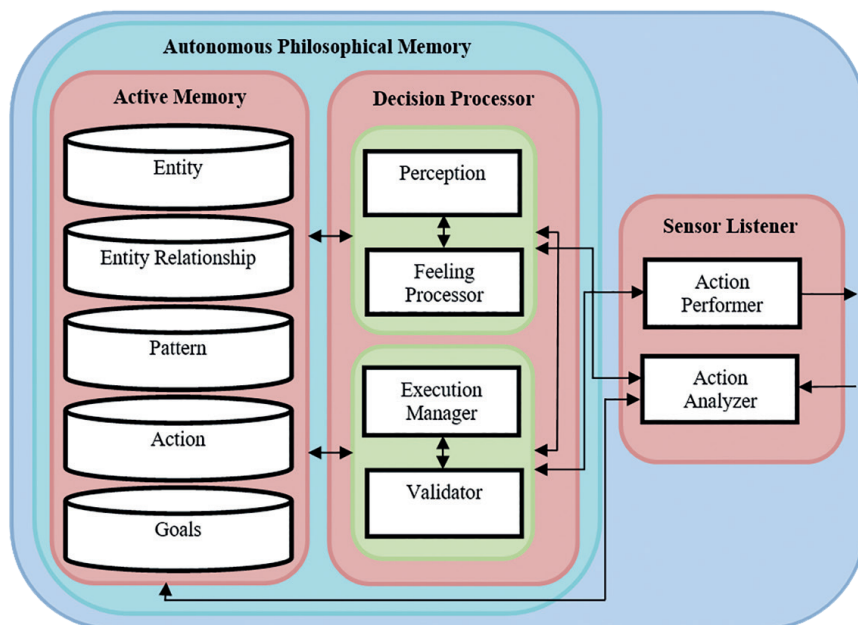 Autonomous Philosophical Memory
Active Memory
Entity
Entity Relationship
Pattern
Action
Goals
Decision Processor
Perception
Feeling
Processor
Execution
Manager
Validator
Sensor Listener
Action
Performer
Action
Analyzer